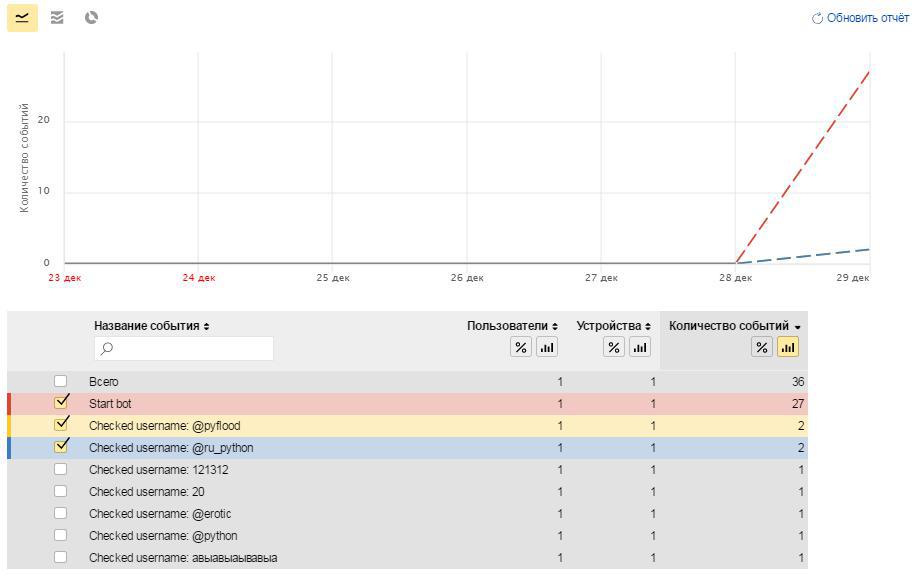 Обновить отчёт
Количество событий
20
10
0
23 дек 24 дек 25 дек 26 дек 27 дек 28 дек 29 дек
Название события Пользователи Устройства Количество событий
% % %
Всего 1 1 36
Start bot 1 1 27
Checked username: @pyflood 1 1 2
Checked username: @ru_python 1 1 2
Checked username: 121312 1 1 1
Checked username: 20 1 1 1
Checked username: @erotic 1 1 1
Checked username: @python 1 1 1
Checked username: авыавыаывавыа 1 1 1